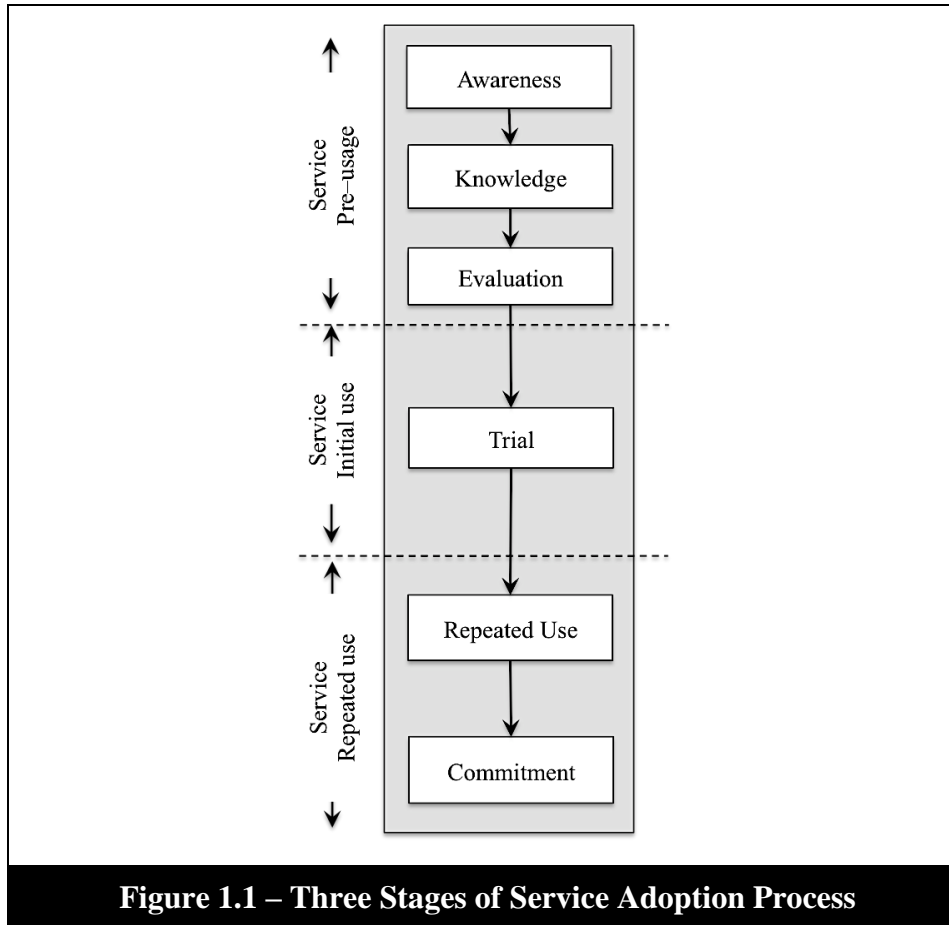 Service
Pre–usage
Awareness
Knowledge
Evaluation
Service
Initial use
Trial
Service
Repeated use
Repeated Use
Commitment
Figure 1.1 – Three Stages of Service Adoption Process